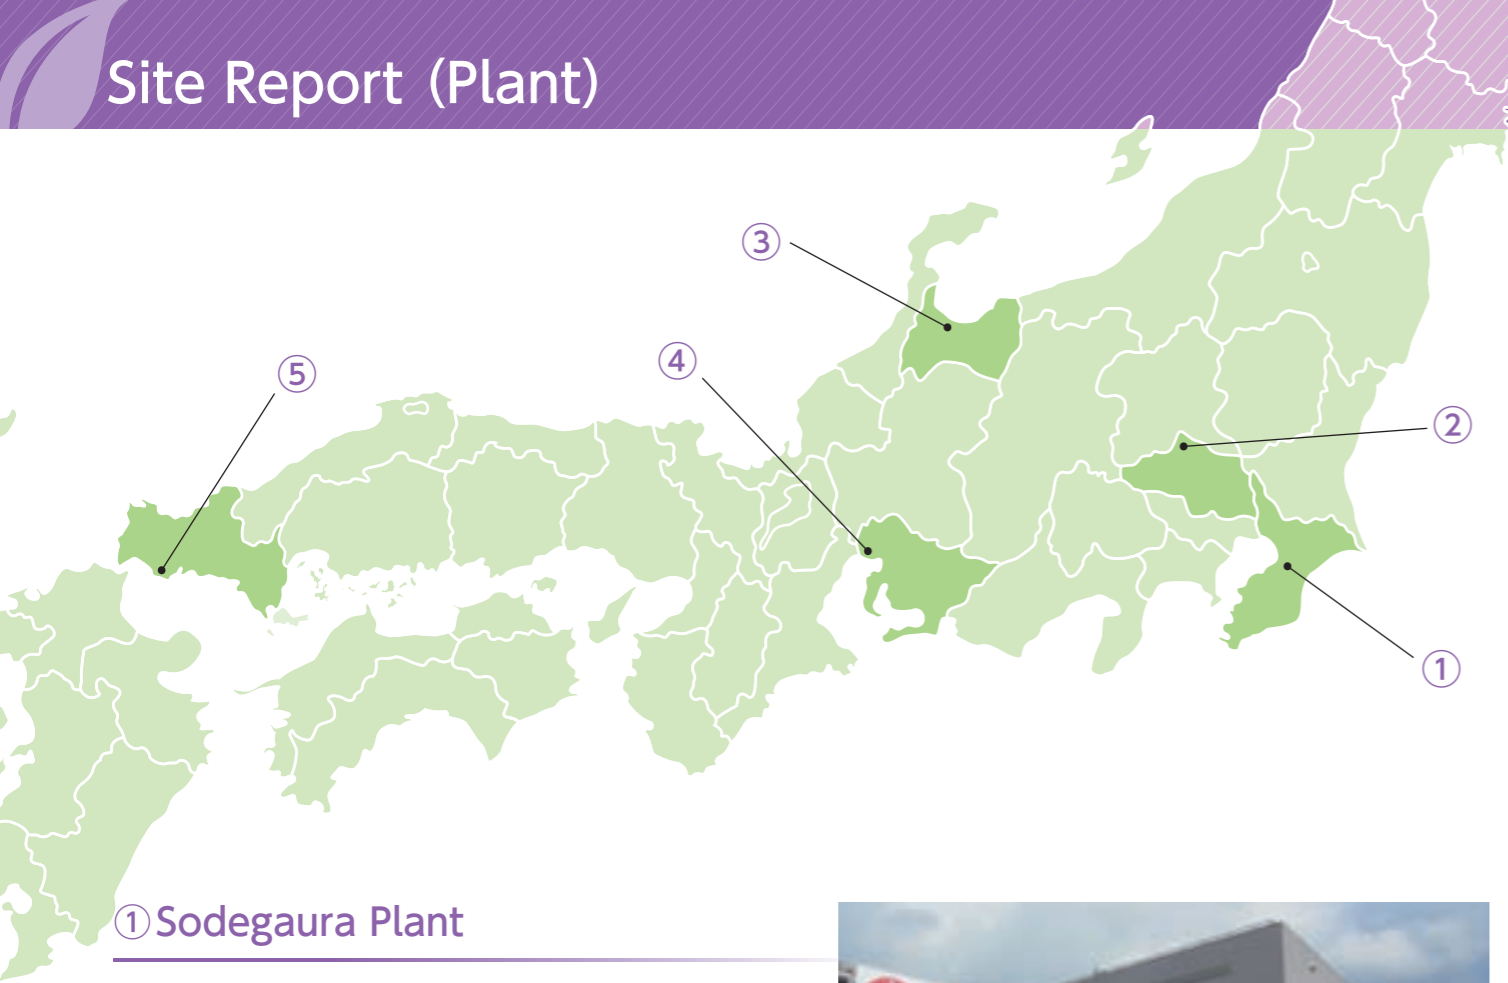 Site Report (Plant)
③
④
⑤
②
①
①Sodegaura Plant